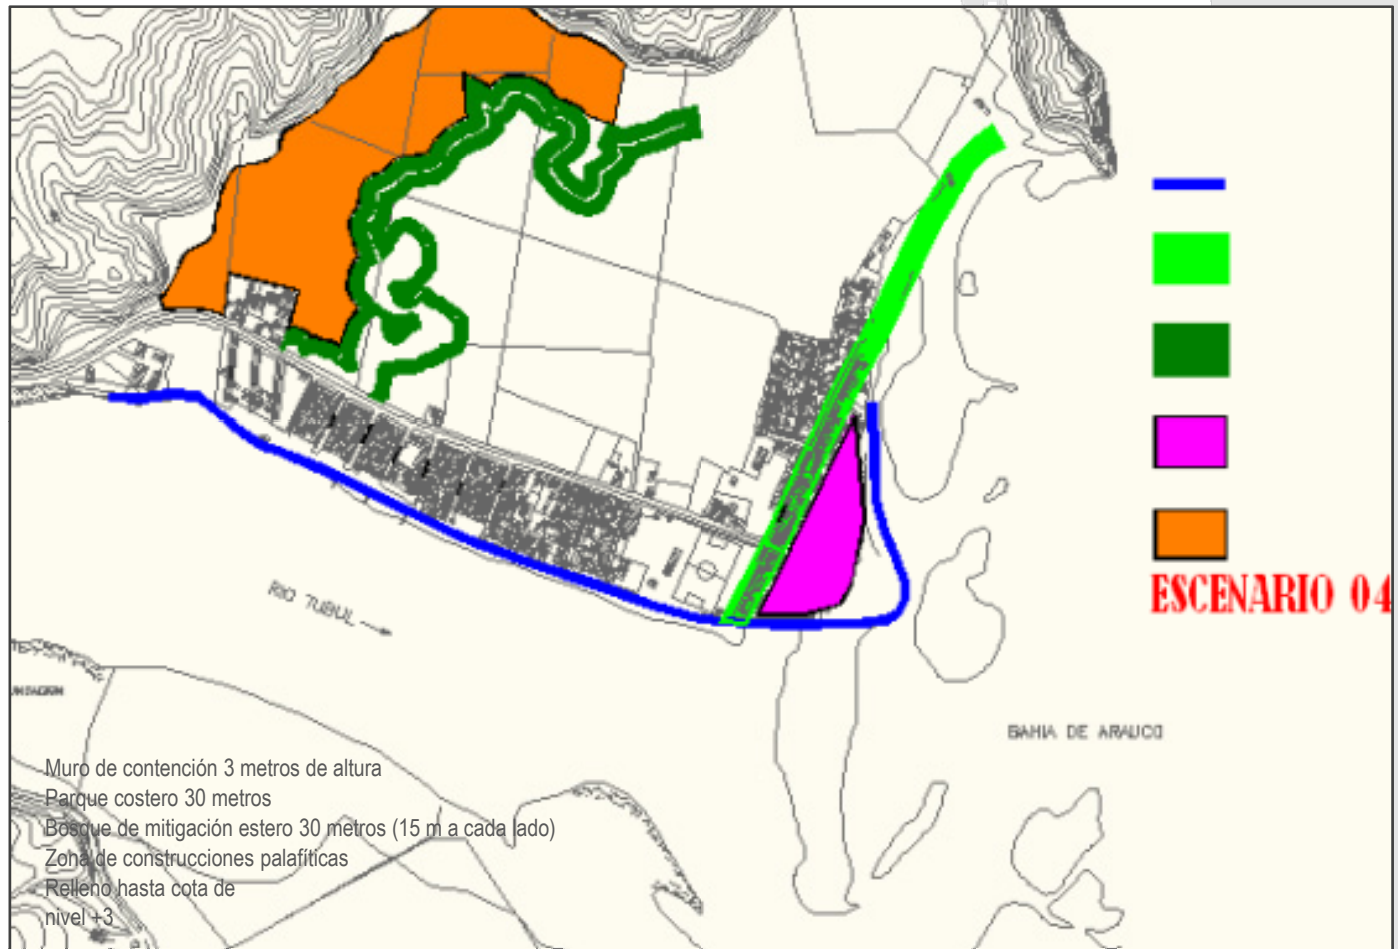 ESCENARIO 04
RIO TUBUL
BAHIA DE ARAUCO
Muro de contención 3 metros de altura
Parque costero 30 metros
Bosque de mitigación estero 30 metros (15 m a cada lado)
Zona de construcciones palafíticas
Relleno hasta cota de
nivel +3